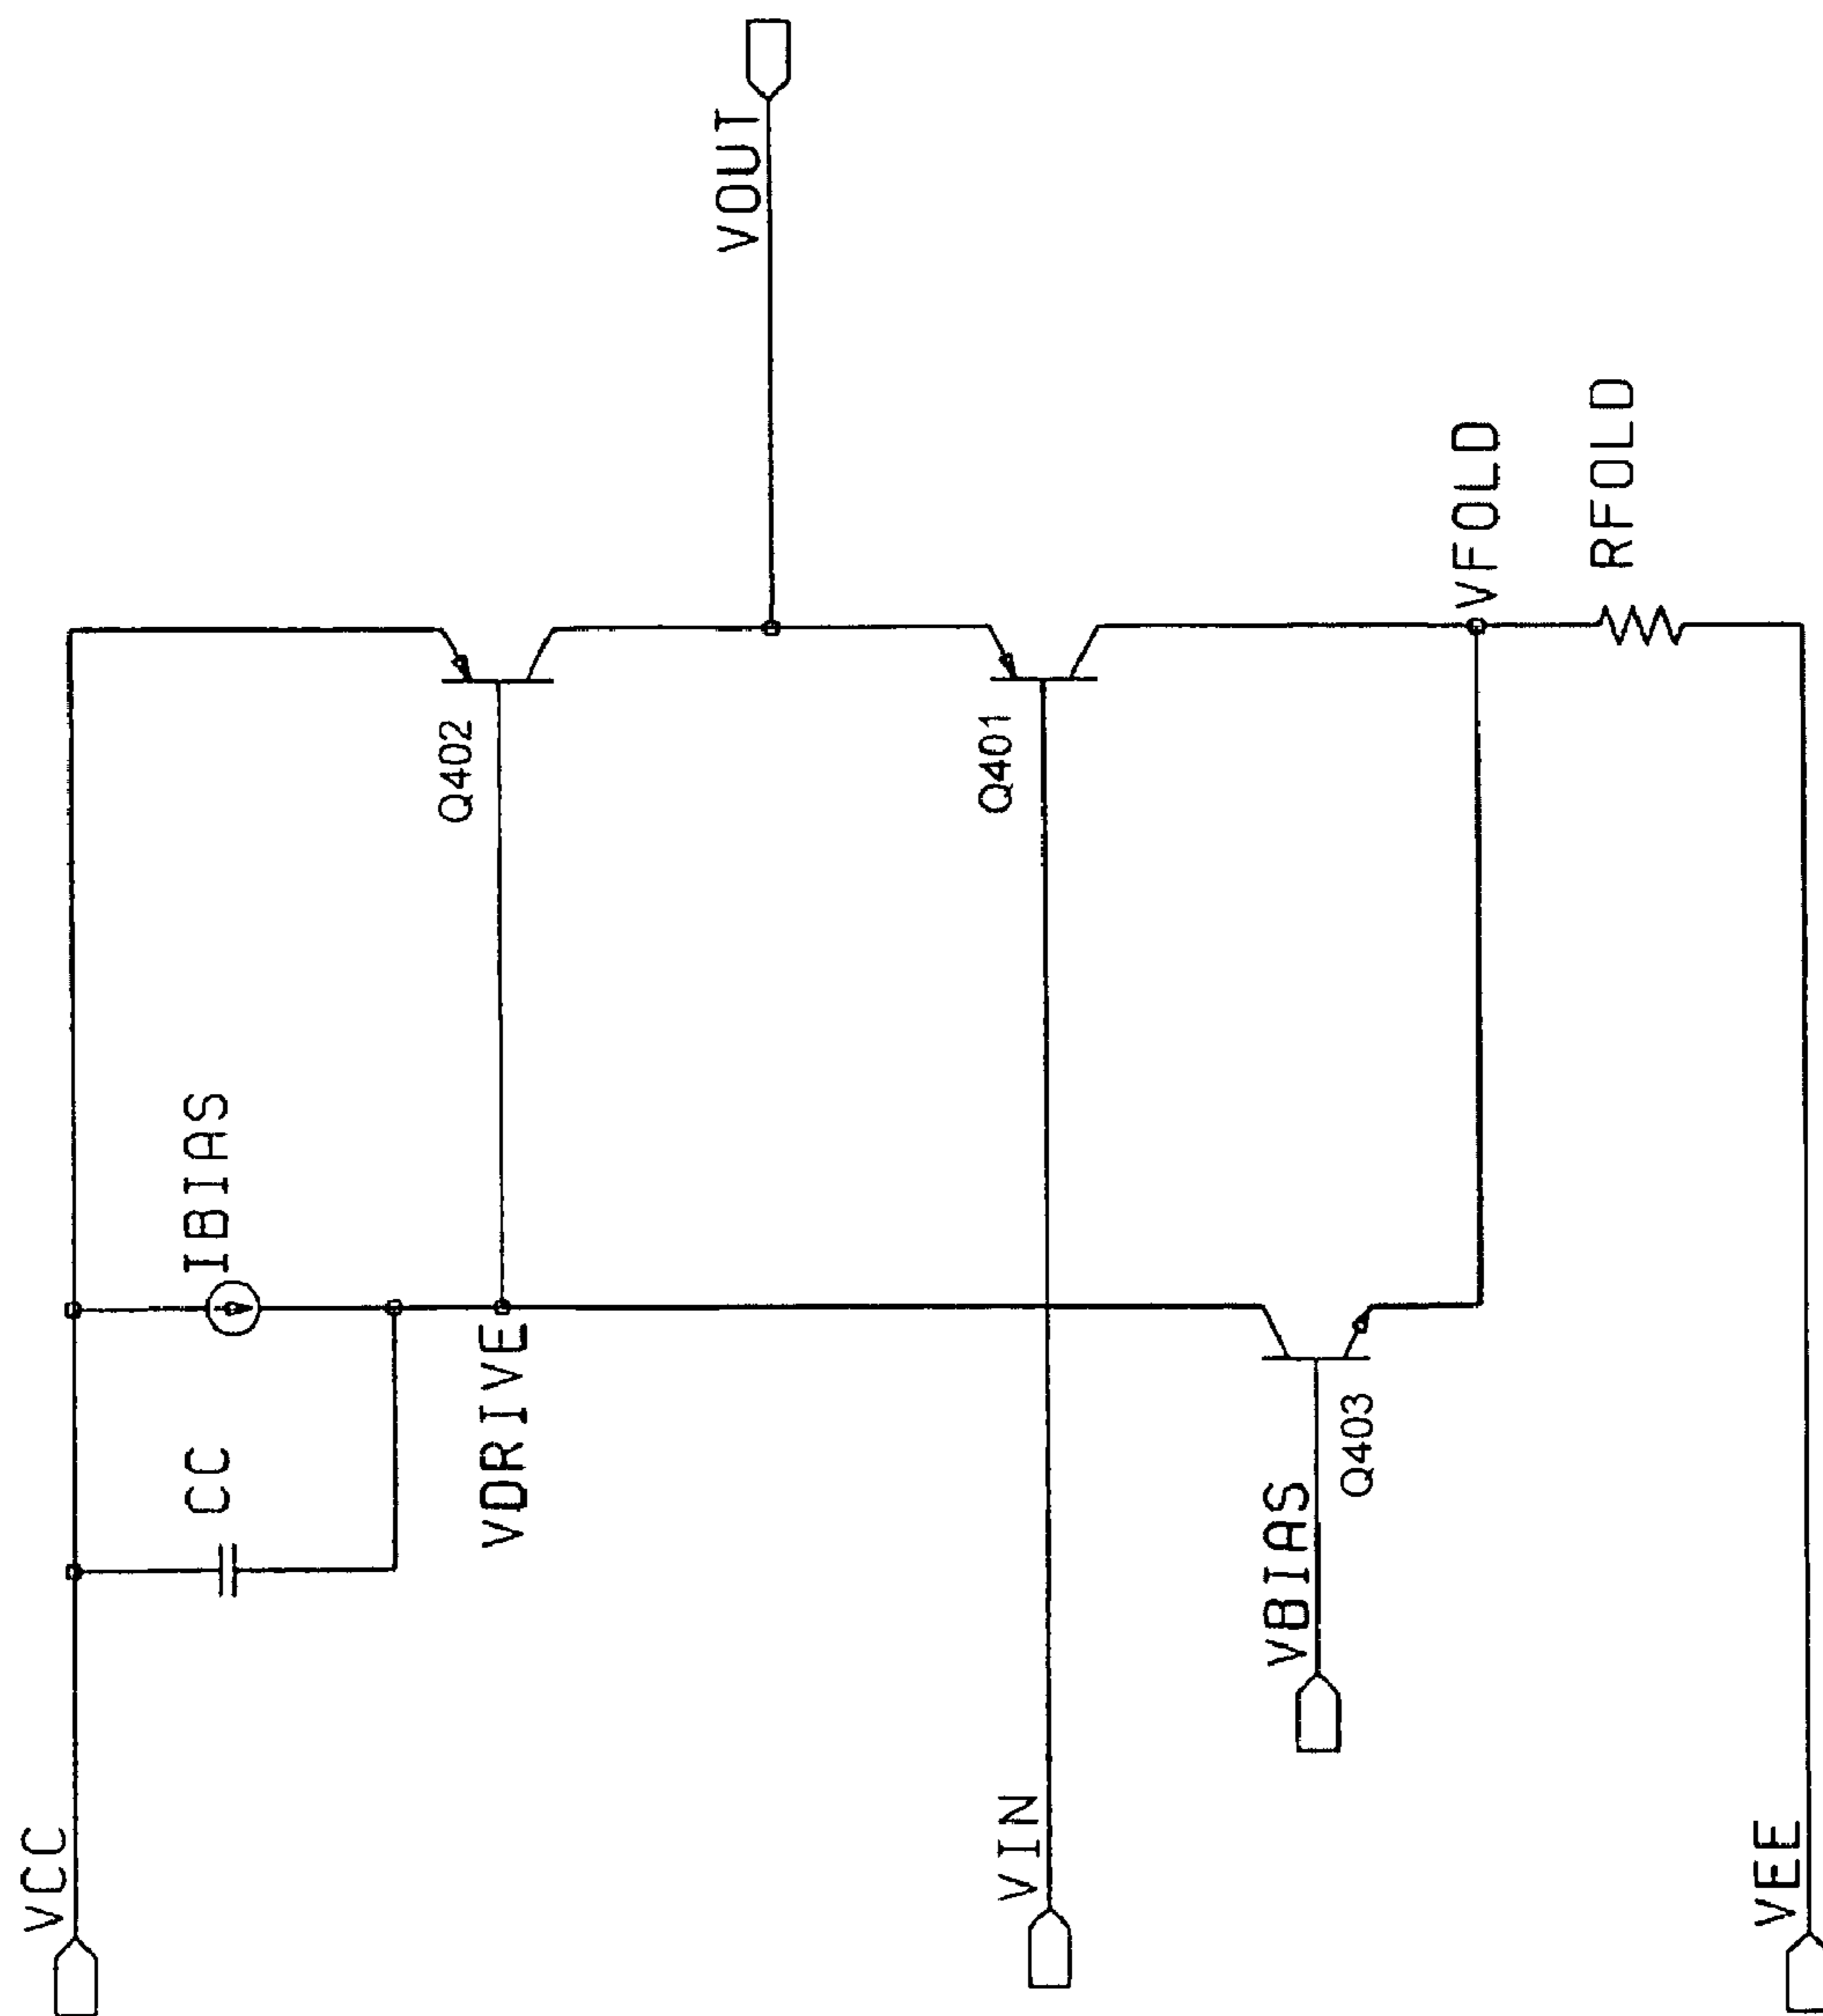 VCC
CC
IBIAS
VDRIVE
Q402
VOUT
VIN
Q401
VBIAS
Q403
VFOLD
RFOLD
VEE